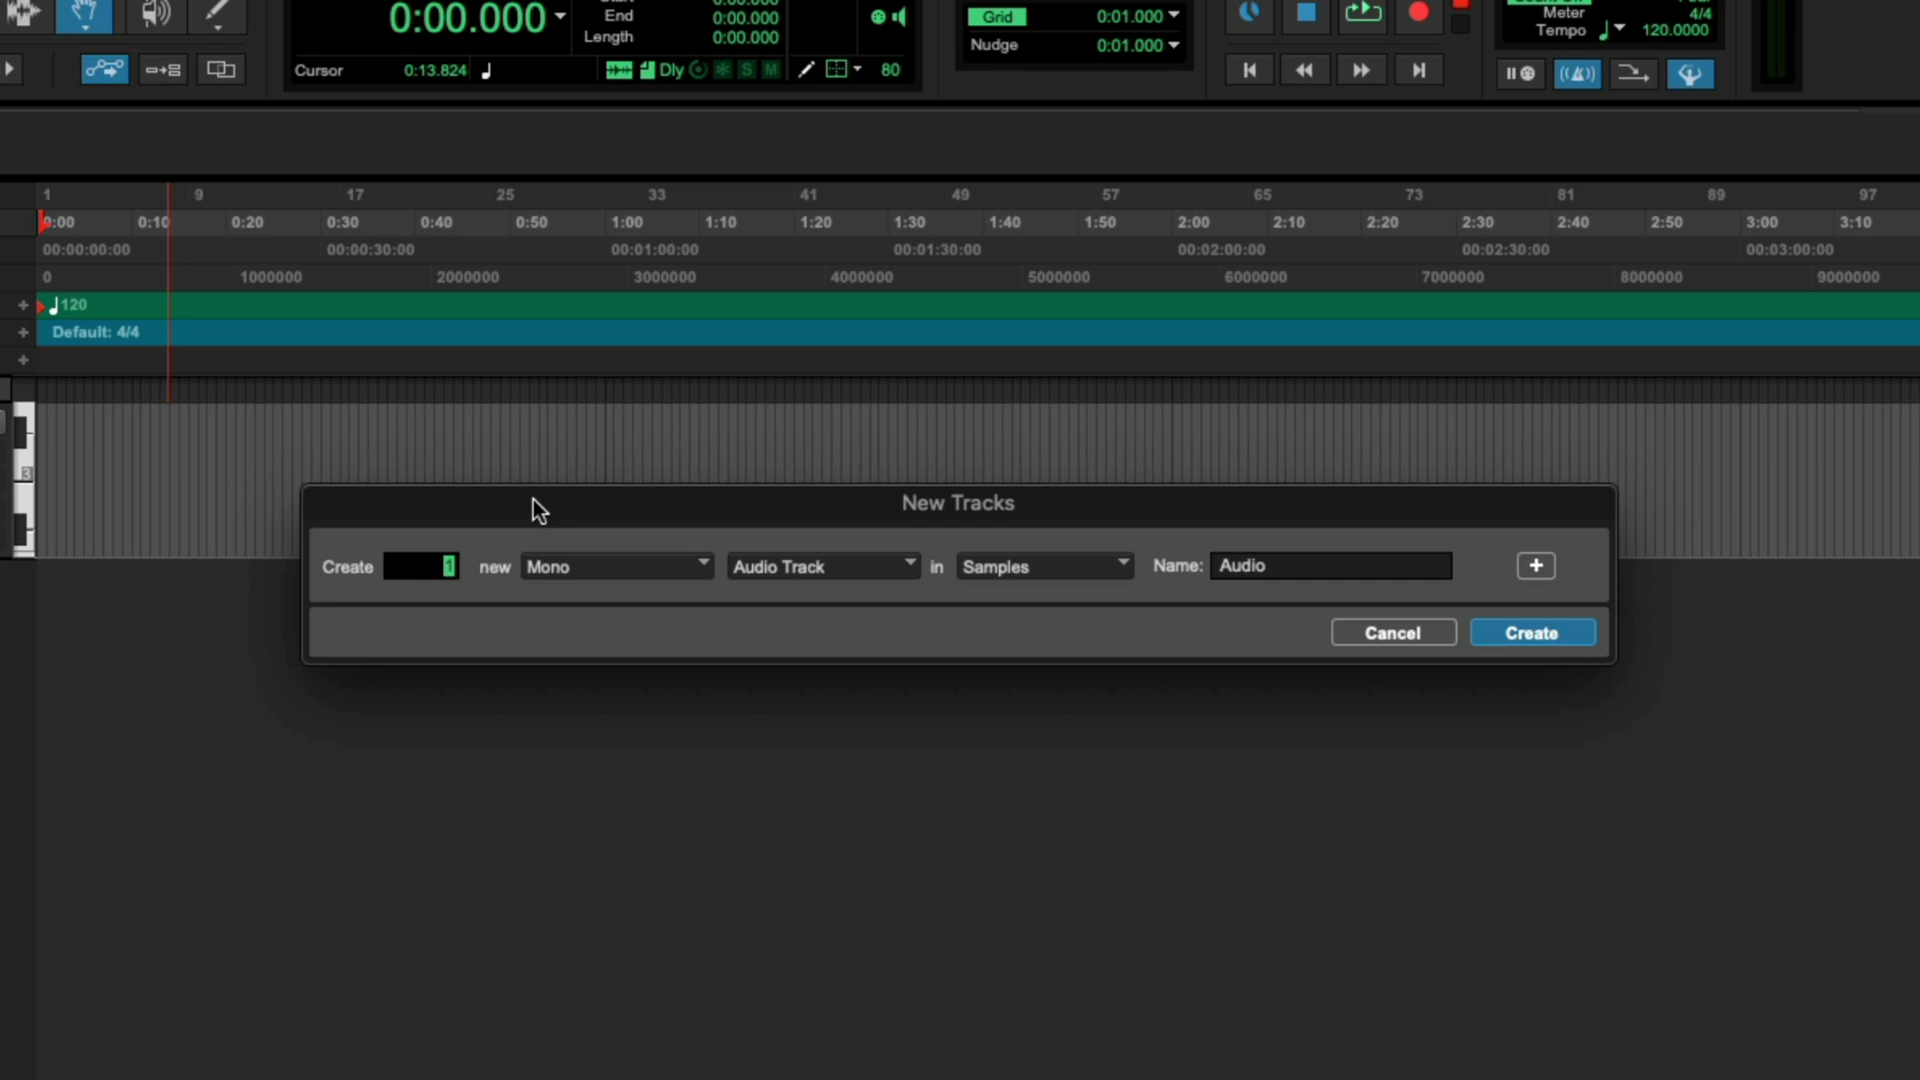 0:00.000
End 0:00.000
Length 0:00.000
Cursor 0:13.824 Dly S M 80
Grid 0:01.000
Nudge 0:01.000
Meter 4/4
Tempo 120.0000
1 9 17 25 33 41 49 57 65 73 81 89 97
0:00 0:10 0:20 0:30 0:40 0:50 1:00 1:10 1:20 1:30 1:40 1:50 2:00 2:10 2:20 2:30 2:40 2:50 3:00 3:10
00:00:00:00 00:00:30:00 00:01:00:00 00:01:30:00 00:02:00:00 00:02:30:00 00:03:00:00
0 1000000 2000000 3000000 4000000 5000000 6000000 7000000 8000000 9000000
120
Default: 4/4
3
New Tracks
Create 1 new Mono Audio Track in Samples Name: Audio +
Cancel Create